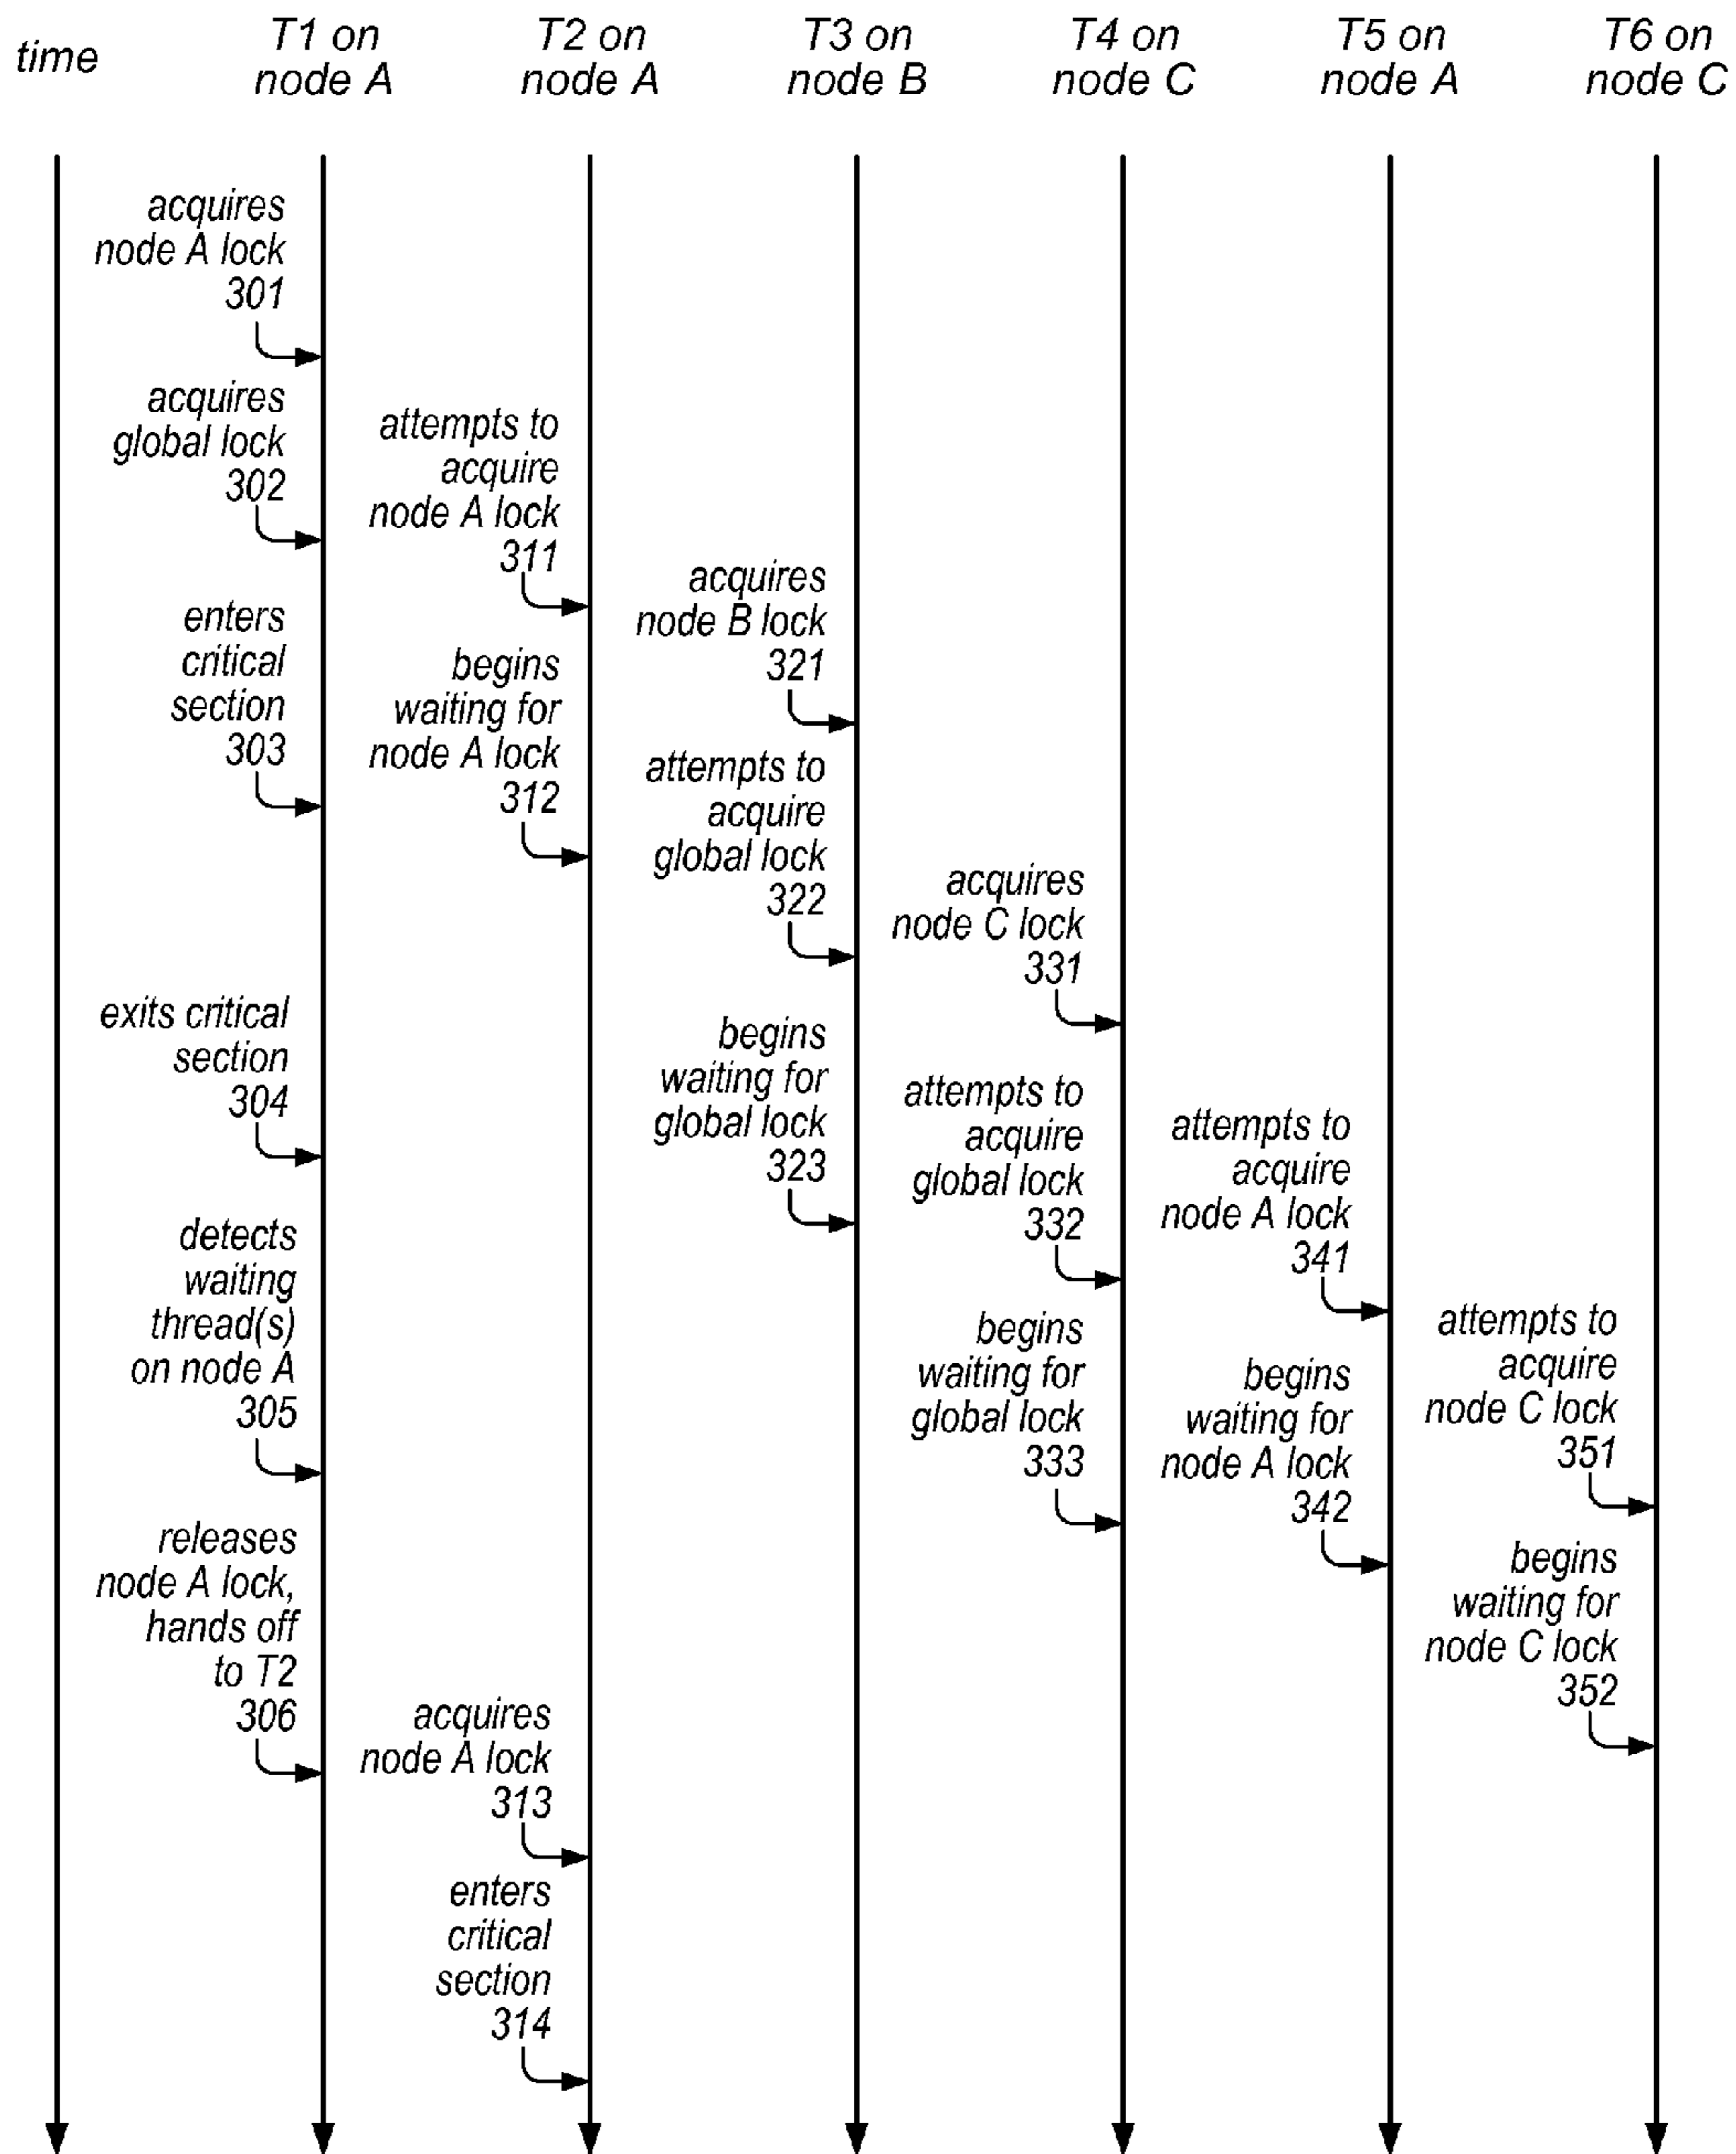 time
T1 on
node A
T2 on
node A
T3 on
node B
T4 on
node C
T5 on
node A
T6 on
node C
acquires
node A lock
301
acquires
global lock
302
enters
critical
section
303
exits critical
section
304
detects
waiting
thread(s)
on node A
305
releases
node A lock,
hands off
to T2
306
attempts to
acquire
node A lock
311
begins
waiting for
node A lock
312
acquires
node A lock
313
enters
critical
section
314
acquires
node B lock
321
attempts to
acquire
global lock
322
begins
waiting for
global lock
323
acquires
node C lock
331
attempts to
acquire
global lock
332
begins
waiting for
global lock
333
attempts to
acquire
node A lock
341
begins
waiting for
node A lock
342
attempts to
acquire
node C lock
351
begins
waiting for
node C lock
352